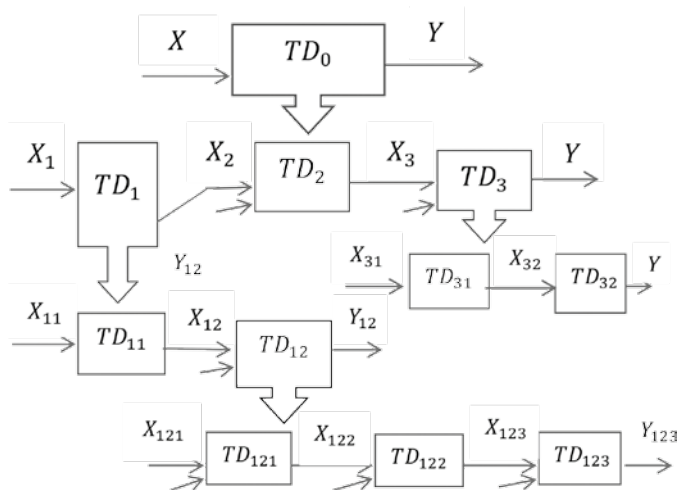 X TD₀ Y
X₁ TD₁ X₂ TD₂ X₃ TD₃ Y
Y₁₂ X₃₁ TD₃₁ X₃₂ TD₃₂ Y
X₁₁ TD₁₁ X₁₂ TD₁₂ Y₁₂
X₁₂₁ TD₁₂₁ X₁₂₂ TD₁₂₂ X₁₂₃ TD₁₂₃ Y₁₂₃